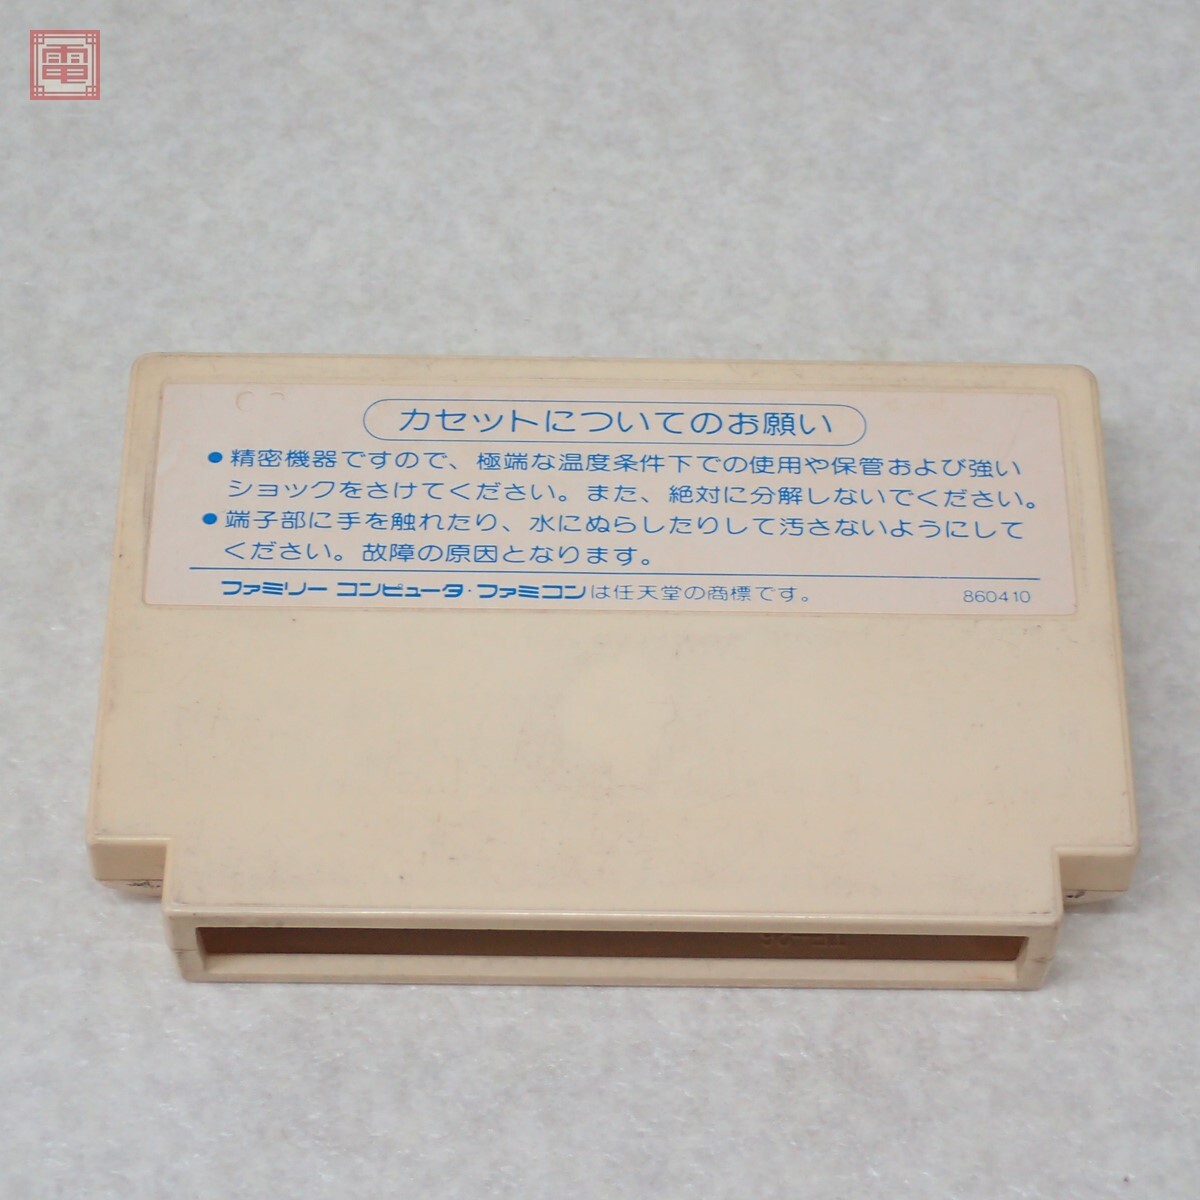 電
カセットについてのお願い
●精密機器ですので、極端な温度条件下での使用や保管および強い
ショックをさけてください。また、絶対に分解しないでください。
●端子部に手を触れたり、水にぬらしたりして汚さないようにして
ください。故障の原因となります。
ファミリー コンピュータ・ファミコンは任天堂の商標です。 860410